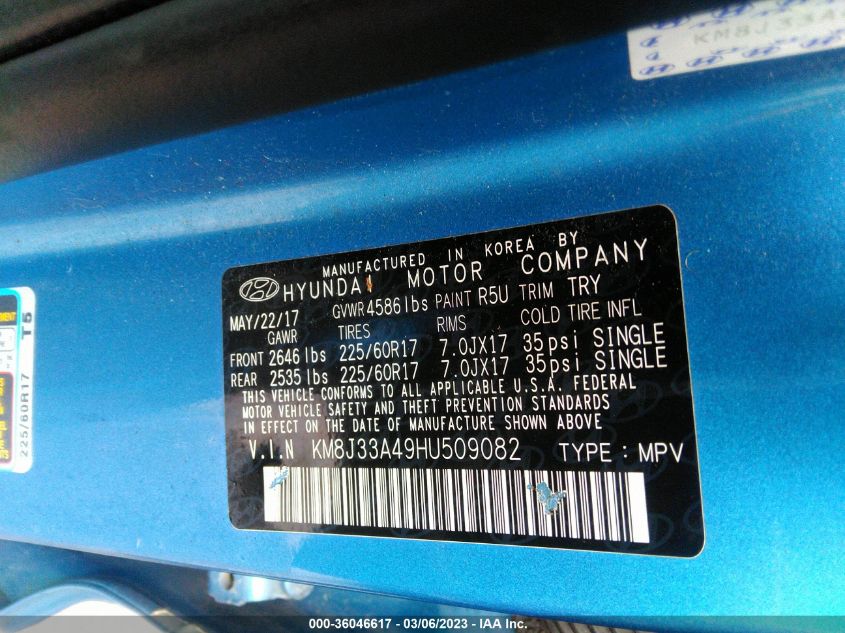 KM8J33A
MANUFACTURED IN KOREA BY
HYUNDAI MOTOR COMPANY
MAY/22/17 GVWR 4586lbs PAINT R5U TRIM TRY
GAWR TIRES RIMS COLD TIRE INFL
FRONT 2646 lbs 225/60R17 7.0JX17 35psi SINGLE
REAR 2535 lbs 225/60R17 7.0JX17 35psi SINGLE
THIS VEHICLE CONFORMS TO ALL APPLICABLE U.S.A. FEDERAL
MOTOR VEHICLE SAFETY AND THEFT PREVENTION STANDARDS
IN EFFECT ON THE DATE OF MANUFACTURE SHOWN ABOVE
V.I.N KM8J33A49HU509082 TYPE : MPV
225/60R17 T5
000-36046617 - 03/06/2023 - IAA Inc.